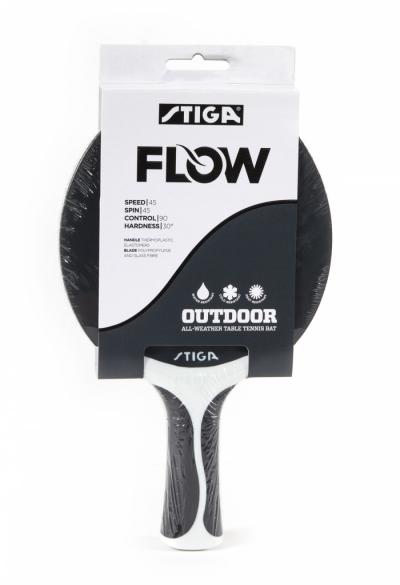 STIGA
FLOW
SPEED|45
SPIN|45
CONTROL|90
HARDNESS|30°
HANDLE THERMOPLASTIC
ELASTOMERS
BLADE POLYPROPYLENE
AND GLASS FIBRE
OUTDOOR
ALL-WEATHER TABLE TENNIS BAT
STIGA